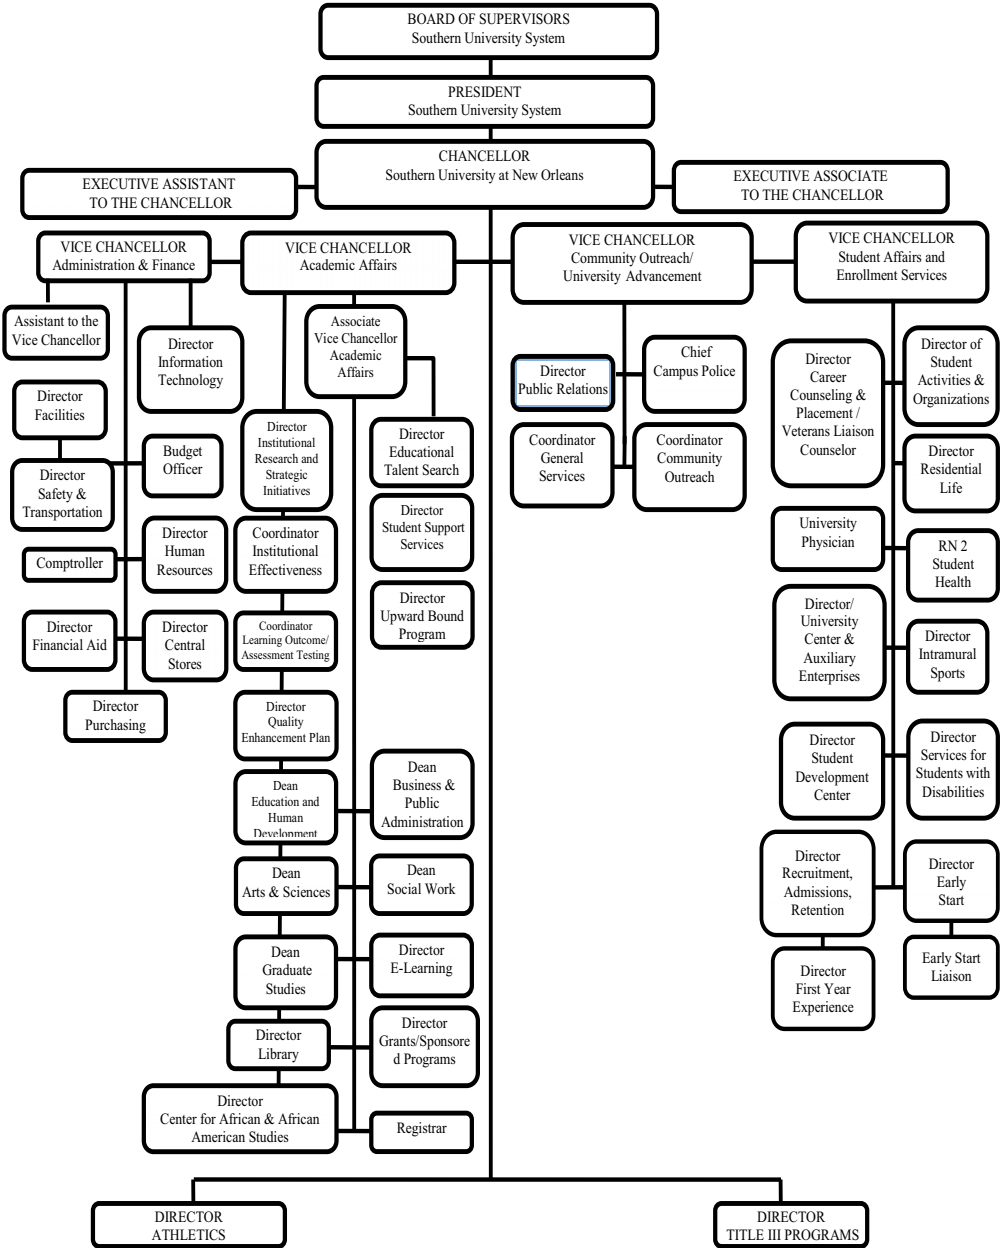 BOARD OF SUPERVISORS
Southern University System
PRESIDENT
Southern University System
CHANCELLOR
Southern University at New Orleans
EXECUTIVE ASSISTANT
TO THE CHANCELLOR
EXECUTIVE ASSOCIATE
TO THE CHANCELLOR
VICE CHANCELLOR
Administration & Finance
VICE CHANCELLOR
Academic Affairs
VICE CHANCELLOR
Community Outreach/
University Advancement
VICE CHANCELLOR
Student Affairs and
Enrollment Services
Assistant to the
Vice Chancellor
Director
Information
Technology
Director
Facilities
Budget
Officer
Director
Safety &
Transportation
Comptroller
Director
Human
Resources
Director
Financial Aid
Director
Central
Stores
Director
Purchasing
Associate
Vice Chancellor
Academic
Affairs
Director
Institutional
Research and
Strategic
Initiatives
Director
Educational
Talent Search
Coordinator
Institutional
Effectiveness
Director
Student Support
Services
Coordinator
Learning Outcome/
Assessment Testing
Director
Upward Bound
Program
Director
Quality
Enhancement Plan
Dean
Education and
Human
Development
Dean
Business &
Public
Administration
Dean
Arts & Sciences
Dean
Social Work
Dean
Graduate
Studies
Director
E-Learning
Director
Library
Director
Grants/Sponsore
d Programs
Director
Center for African & African
American Studies
Registrar
Director
Public Relations
Chief
Campus Police
Coordinator
General
Services
Coordinator
Community
Outreach
Director
Career
Counseling &
Placement /
Veterans Liaison
Counselor
Director of
Student
Activities &
Organizations
Director
Residential
Life
University
Physician
RN 2
Student
Health
Director/
University
Center &
Auxiliary
Enterprises
Director
Intramural
Sports
Director
Student
Development
Center
Director
Services for
Students with
Disabilities
Director
Recruitment,
Admissions,
Retention
Director
Early
Start
Director
First Year
Experience
Early Start
Liaison
DIRECTOR
ATHLETICS
DIRECTOR
TITLE III PROGRAMS